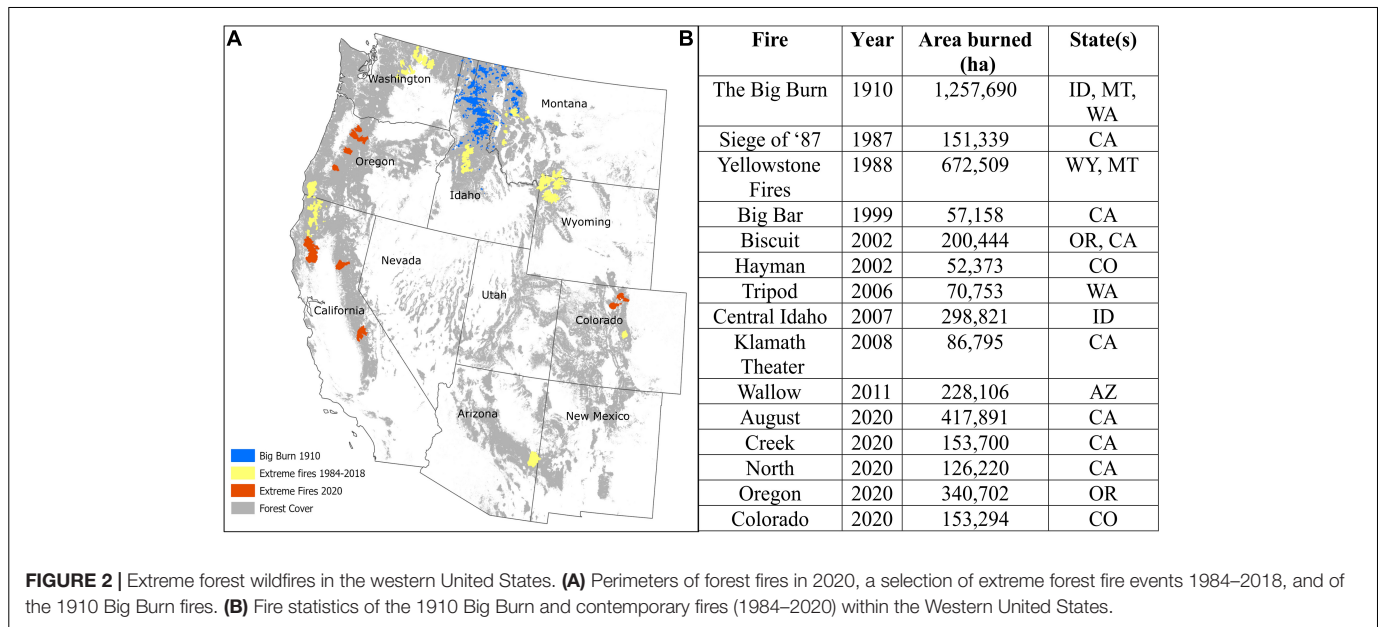 A
Washington
Montana
Oregon
Idaho
Wyoming
Nevada
Utah
California
Colorado
Arizona
New Mexico
Big Burn 1910
Extreme fires 1984-2018
Extreme Fires 2020
Forest Cover
B
Fire Year Area burned State(s)
(ha)
The Big Burn 1910 1,257,690 ID, MT,
WA
Siege of ‘87 1987 151,339 CA
Yellowstone 1988 672,509 WY, MT
Fires
Big Bar 1999 57,158 CA
Biscuit 2002 200,444 OR, CA
Hayman 2002 52,373 CO
Tripod 2006 70,753 WA
Central Idaho 2007 298,821 ID
Klamath 2008 86,795 CA
Theater
Wallow 2011 228,106 AZ
August 2020 417,891 CA
Creek 2020 153,700 CA
North 2020 126,220 CA
Oregon 2020 340,702 OR
Colorado 2020 153,294 CO
FIGURE 2 | Extreme forest wildfires in the western United States. (A) Perimeters of forest fires in 2020, a selection of extreme forest fire events 1984–2018, and of
the 1910 Big Burn fires. (B) Fire statistics of the 1910 Big Burn and contemporary fires (1984–2020) within the Western United States.